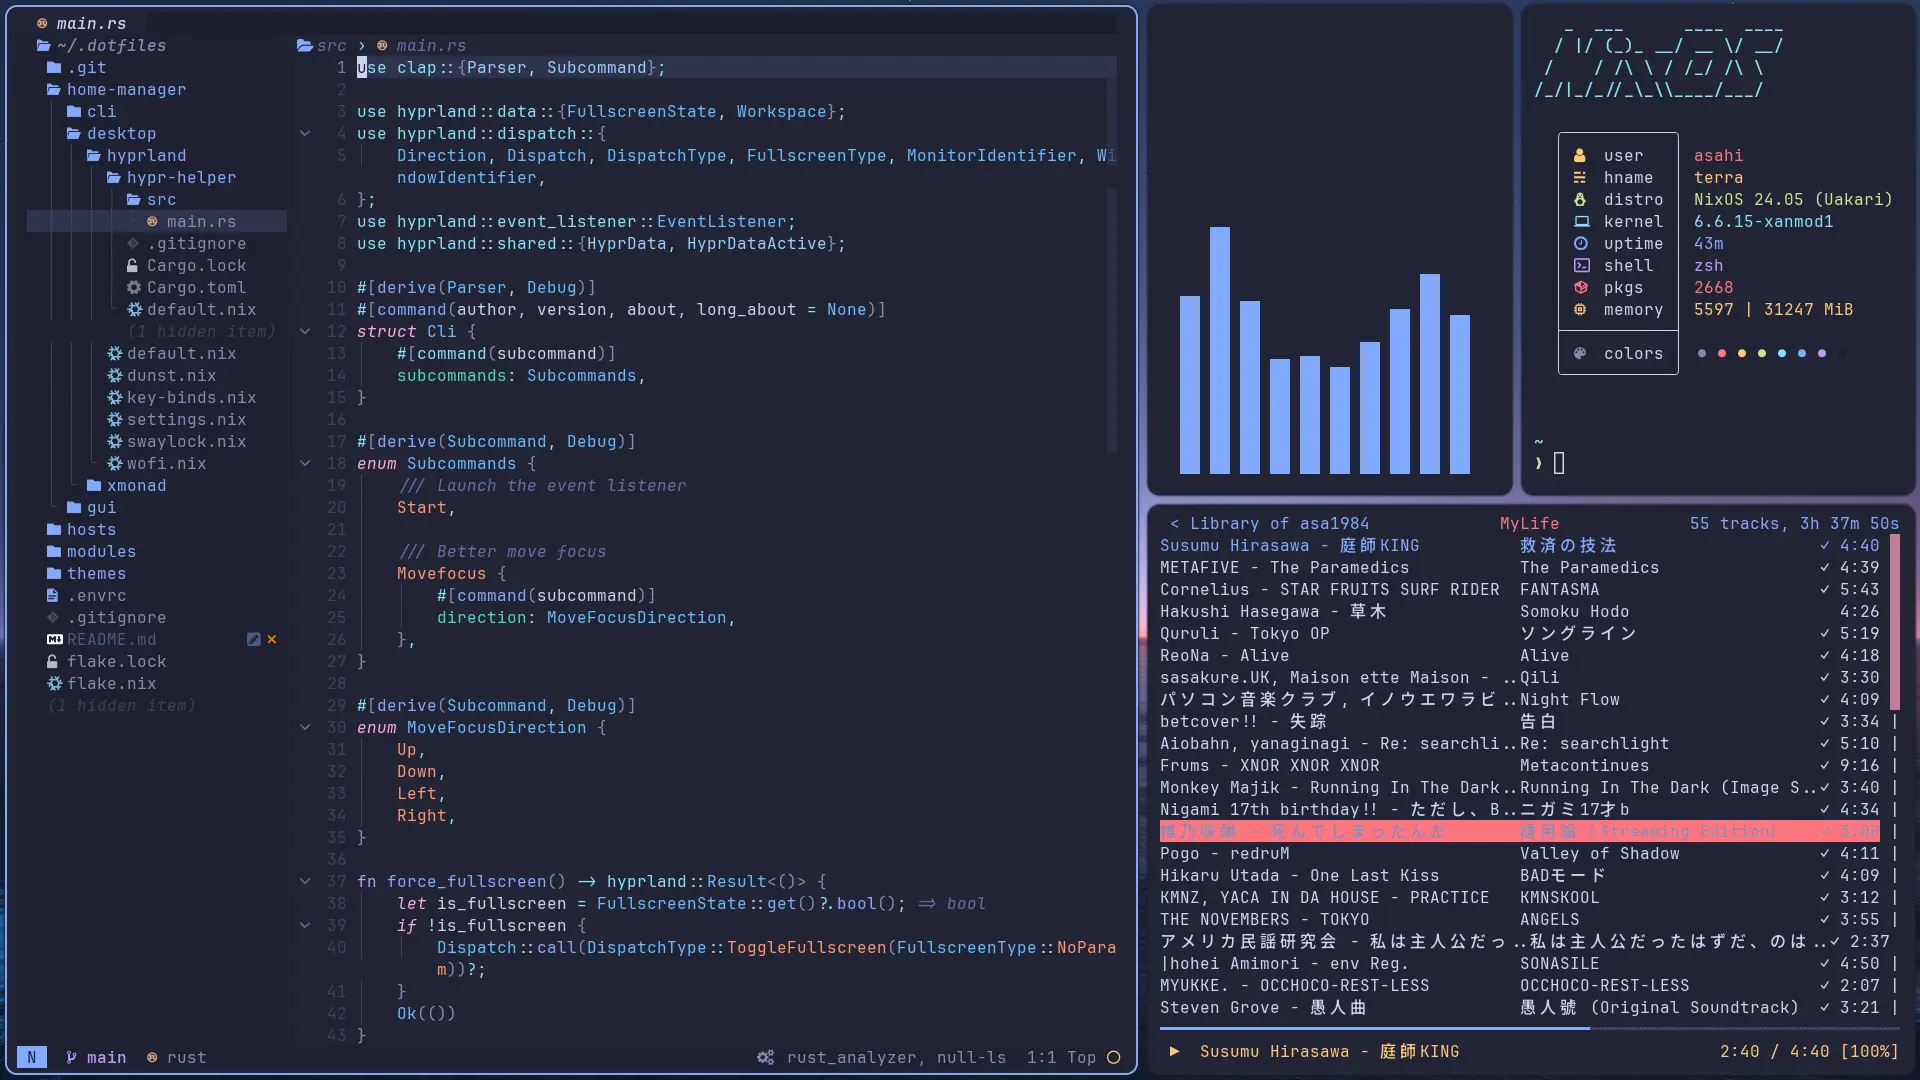 main.rs
~/.dotfiles
.git
home-manager
cli
desktop
hyprland
hypr-helper
src
main.rs
.gitignore
Cargo.lock
Cargo.toml
default.nix
(1 hidden item)
default.nix
dunst.nix
key-binds.nix
settings.nix
swaylock.nix
wofi.nix
xmonad
gui
hosts
modules
themes
.envrc
.gitignore
README.md
flake.lock
flake.nix
(1 hidden item)
src › main.rs
1 use clap::{Parser, Subcommand};
2
3 use hyprland::data::{FullscreenState, Workspace};
4 use hyprland::dispatch::{
5 Direction, Dispatch, DispatchType, FullscreenType, MonitorIdentifier, Wi
ndowIdentifier,
6 };
7 use hyprland::event_listener::EventListener;
8 use hyprland::shared::{HyprData, HyprDataActive};
9
10 #[derive(Parser, Debug)]
11 #[command(author, version, about, long_about = None)]
12 struct Cli {
13 #[command(subcommand)]
14 subcommands: Subcommands,
15 }
16
17 #[derive(Subcommand, Debug)]
18 enum Subcommands {
19 /// Launch the event listener
20 Start,
21
22 /// Better move focus
23 Movefocus {
24 #[command(subcommand)]
25 direction: MoveFocusDirection,
26 },
27 }
28
29 #[derive(Subcommand, Debug)]
30 enum MoveFocusDirection {
31 Up,
32 Down,
33 Left,
34 Right,
35 }
36
37 fn force_fullscreen() -> hyprland::Result<()> {
38 let is_fullscreen = FullscreenState::get()?.bool(); => bool
39 if !is_fullscreen {
40 Dispatch::call(DispatchType::ToggleFullscreen(FullscreenType::NoPara
m))?;
41 }
42 Ok(())
43 }
N main rust rust_analyzer, null-ls 1:1 Top
user asahi
hname terra
distro NixOS 24.05 (Uakari)
kernel 6.6.15-xanmod1
uptime 43m
shell zsh
pkgs 2668
memory 5597 | 31247 MiB
colors
~
❯
< Library of asa1984 MyLife 55 tracks, 3h 37m 50s
Susumu Hirasawa - 庭師KING 救済の技法 ✓ 4:40
METAFIVE - The Paramedics The Paramedics ✓ 4:39
Cornelius - STAR FRUITS SURF RIDER FANTASMA ✓ 5:43
Hakushi Hasegawa - 草木 Somoku Hodo 4:26
Quruli - Tokyo OP ソングライン ✓ 5:19
ReoNa - Alive Alive ✓ 4:18
sasakure.UK, Maison ette Maison - ..Qili ✓ 3:30
パソコン音楽クラブ, イノウエワラビ..Night Flow ✓ 4:09
betcover!! - 失踪 告白 ✓ 3:34 |
Aiobahn, yanaginagi - Re: searchli..Re: searchlight ✓ 5:10 |
Frums - XNOR XNOR XNOR Metacontinues ✓ 9:16 |
Monkey Majik - Running In The Dark..Running In The Dark (Image S..✓ 3:40 |
Nigami 17th birthday!! - ただし、B..ニガミ17才b ✓ 4:34 |
- 死んでしまったんだ (Streaming Edition) ✓ |
Pogo - redruM Valley of Shadow ✓ 4:11 |
Hikaru Utada - One Last Kiss BADモード ✓ 4:09 |
KMNZ, YACA IN DA HOUSE - PRACTICE KMNSKOOL ✓ 3:12 |
THE NOVEMBERS - TOKYO ANGELS ✓ 3:55 |
アメリカ民謡研究会 - 私は主人公だっ..私は主人公だったはずだ、のは..✓ 2:37
|hohei Amimori - env Reg. SONASILE ✓ 4:50 |
MYUKKE. - OCCHOCO-REST-LESS OCCHOCO-REST-LESS ✓ 2:07 |
Steven Grove - 愚人曲 愚人號 (Original Soundtrack) ✓ 3:21 |
▶ Susumu Hirasawa - 庭師KING 2:40 / 4:40 [100%]